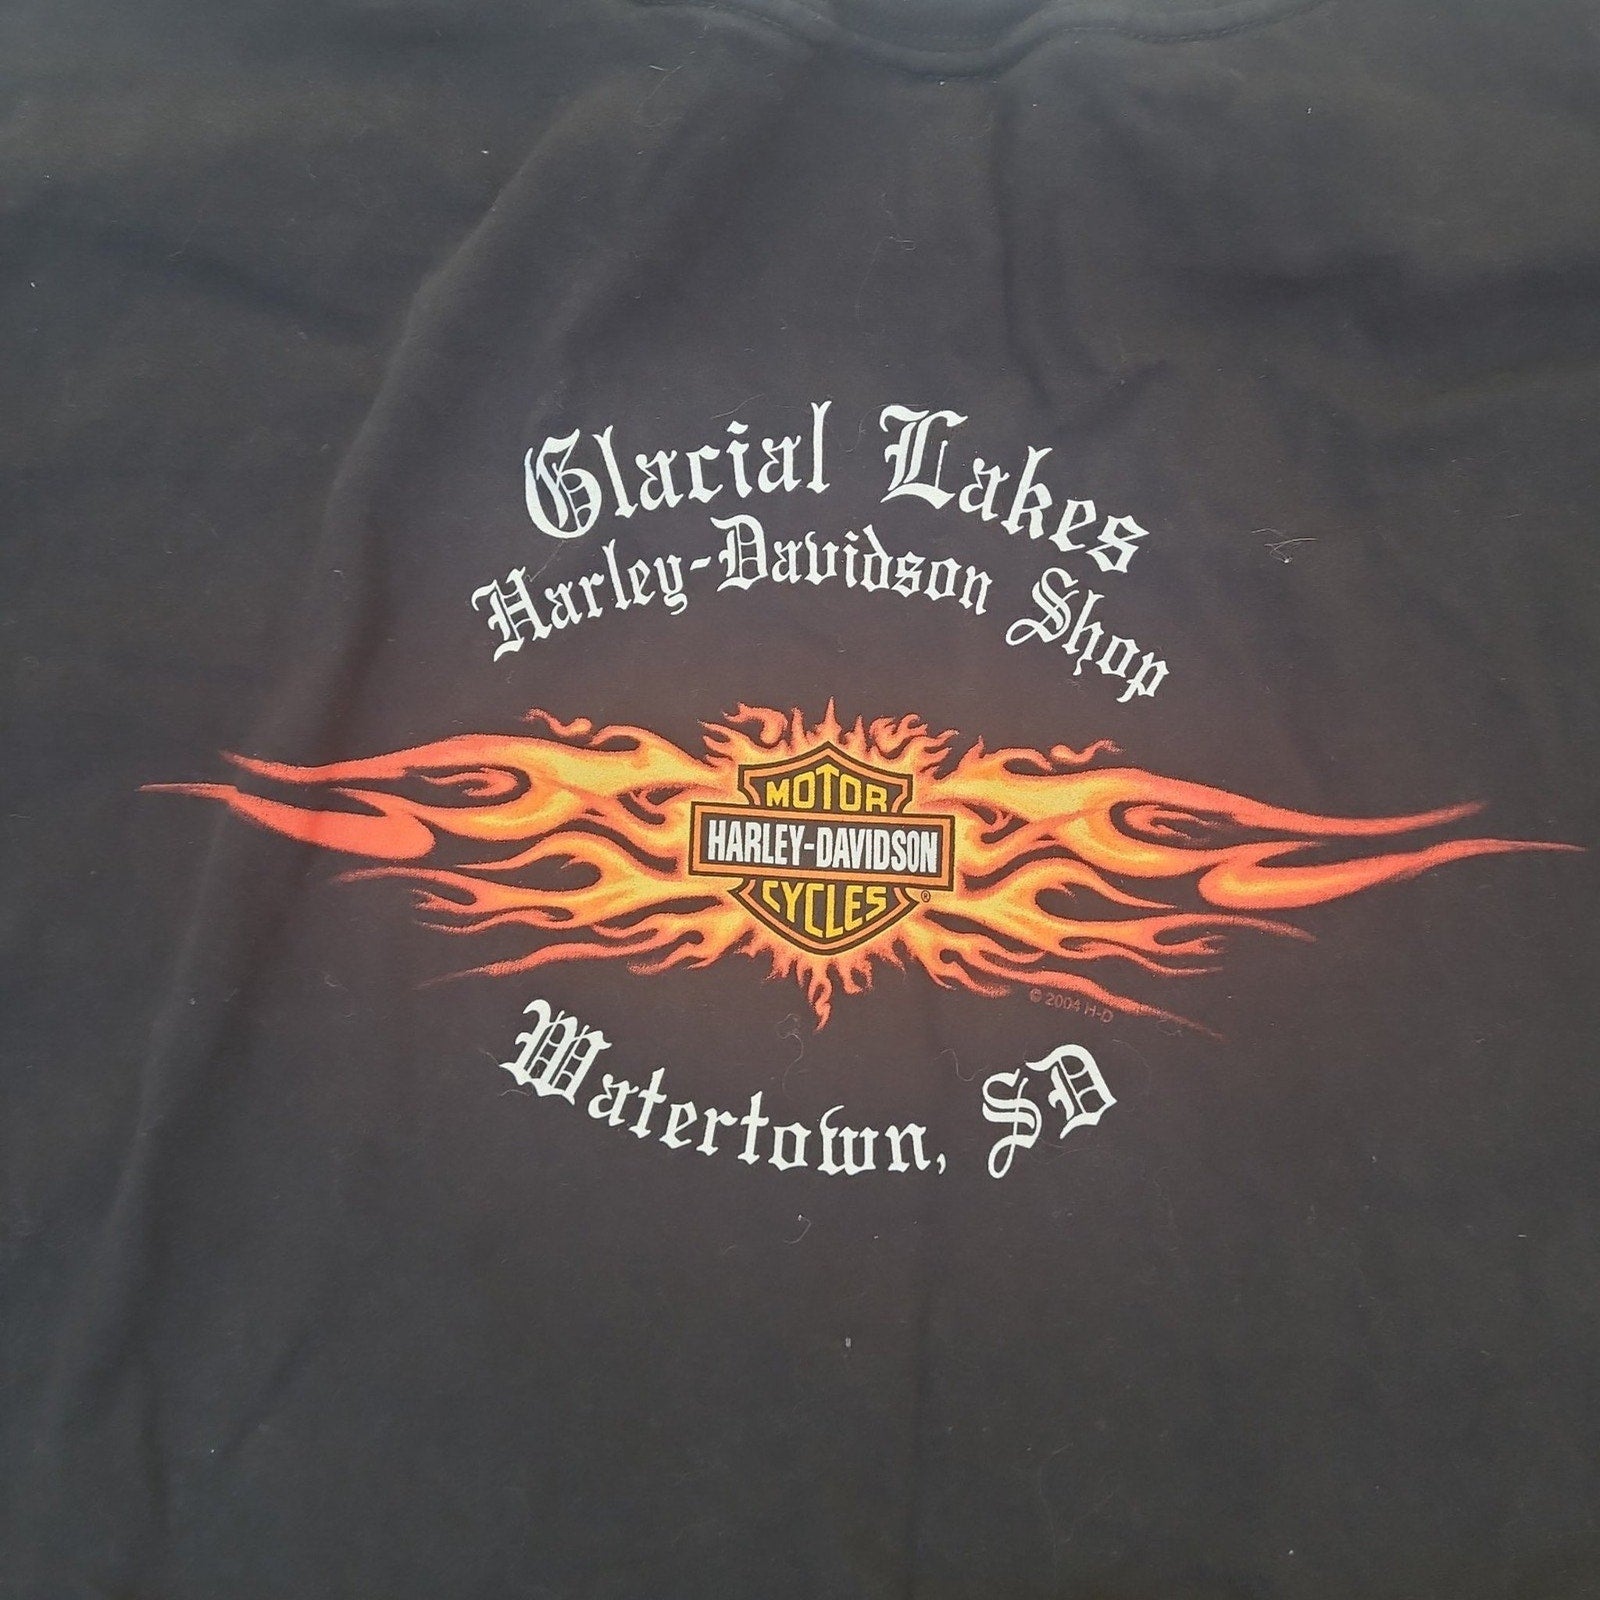 Glacial Lakes
Harley-Davidson Shop
MOTOR
HARLEY-DAVIDSON
CYCLES
®
© 2004 H-D
Watertown, SD